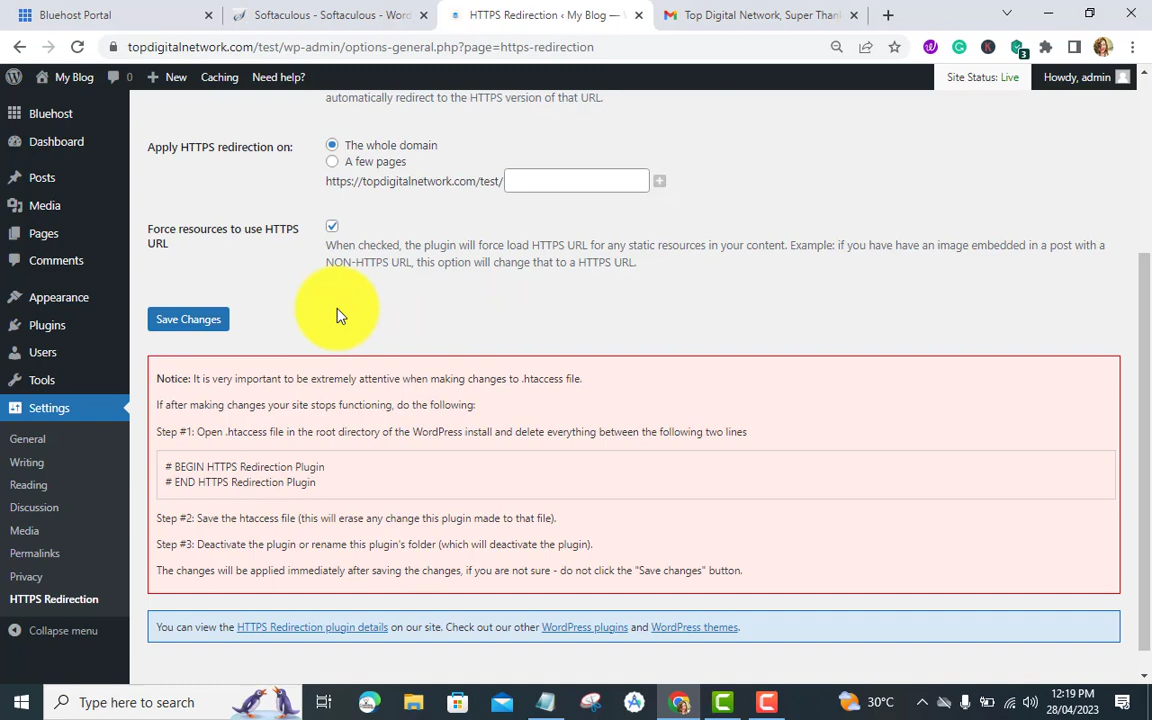 Bluehost Portal
Softaculous - Softaculous - Wor
HTTPS Redirection ‹ My Blog —
Top Digital Network, Super Than
topdigitalnetwork.com/test/wp-admin/options-general.php?page=https-redirection
3
My Blog
0
New
Caching
Need help?
Site Status: Live
Howdy, admin
Bluehost
Dashboard
Posts
Media
Pages
Comments
Appearance
Plugins
Users
Tools
Settings
General
Writing
Reading
Discussion
Media
Permalinks
Privacy
HTTPS Redirection
Collapse menu
automatically redirect to the HTTPS version of that URL.
Apply HTTPS redirection on:
The whole domain
A few pages
https://topdigitalnetwork.com/test/
Force resources to use HTTPS
URL
When checked, the plugin will force load HTTPS URL for any static resources in your content. Example: if you have have an image embedded in a post with a
NON-HTTPS URL, this option will change that to a HTTPS URL.
Save Changes
Notice: It is very important to be extremely attentive when making changes to .htaccess file.
If after making changes your site stops functioning, do the following:
Step #1: Open .htaccess file in the root directory of the WordPress install and delete everything between the following two lines
# BEGIN HTTPS Redirection Plugin
# END HTTPS Redirection Plugin
Step #2: Save the htaccess file (this will erase any change this plugin made to that file).
Step #3: Deactivate the plugin or rename this plugin's folder (which will deactivate the plugin).
The changes will be applied immediately after saving the changes, if you are not sure - do not click the "Save changes" button.
You can view the HTTPS Redirection plugin details on our site. Check out our other WordPress plugins and WordPress themes.
Type here to search
30°C
12:19 PM
28/04/2023